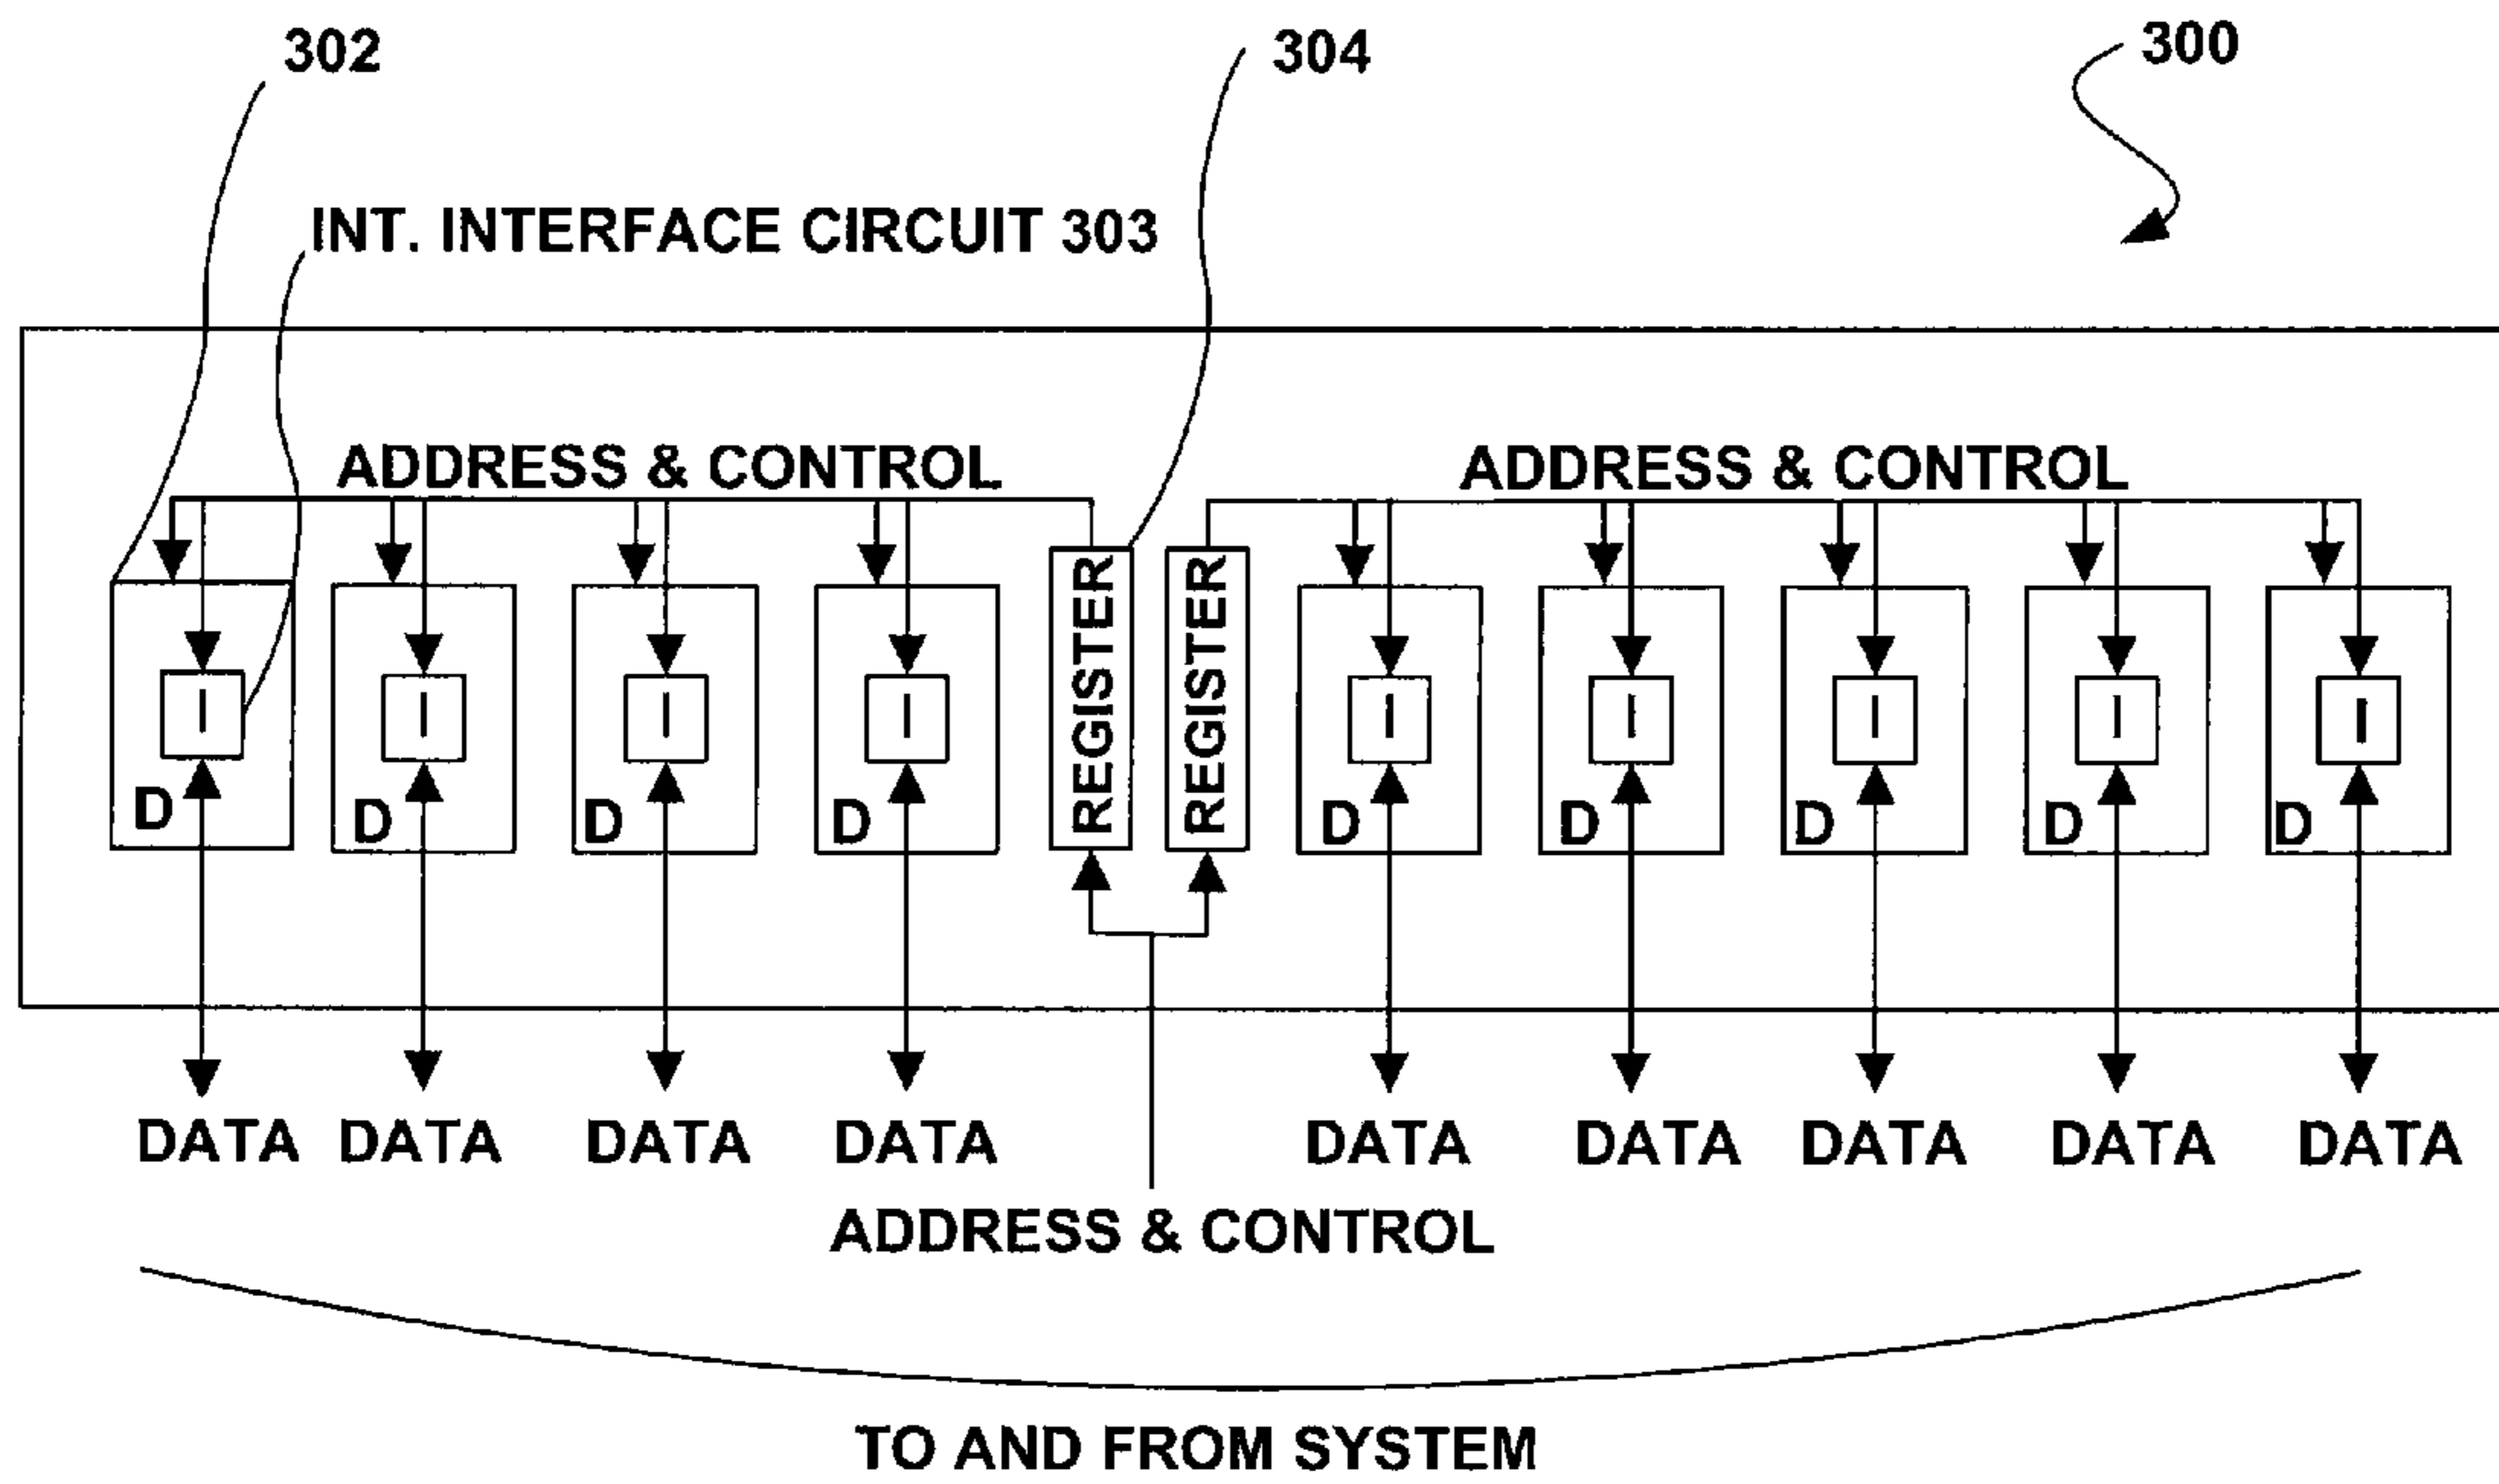 302 304 300
INT. INTERFACE CIRCUIT 303
ADDRESS & CONTROL ADDRESS & CONTROL
REGISTER REGISTER
I I I I I I I I I
D D D D D D D D D
DATA DATA DATA DATA DATA DATA DATA DATA DATA
ADDRESS & CONTROL
TO AND FROM SYSTEM